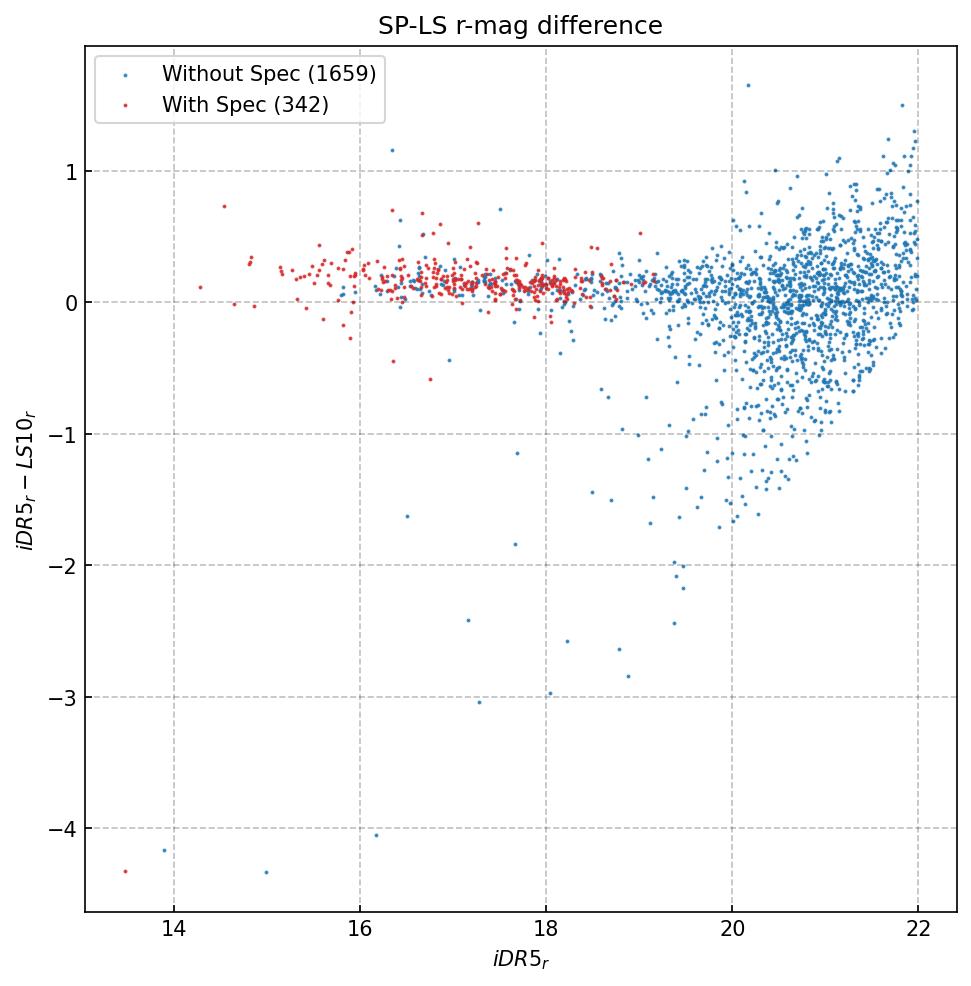 SP-LS r-mag difference
Without Spec (1659)
With Spec (342)
1
0
−1
−2
−3
−4
iDR5r − LS10r
14 16 18 20 22
iDR5r